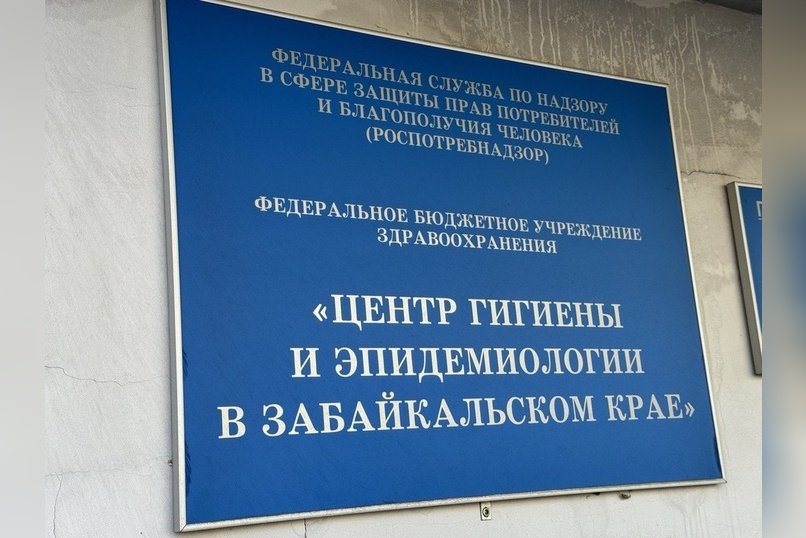 ФЕДЕРАЛЬНАЯ СЛУЖБА ПО НАДЗОРУ
В СФЕРЕ ЗАЩИТЫ ПРАВ ПОТРЕБИТЕЛЕЙ
И БЛАГОПОЛУЧИЯ ЧЕЛОВЕКА
(РОСПОТРЕБНАДЗОР)
ФЕДЕРАЛЬНОЕ БЮДЖЕТНОЕ УЧРЕЖДЕНИЕ
ЗДРАВООХРАНЕНИЯ
«ЦЕНТР ГИГИЕНЫ
И ЭПИДЕМИОЛОГИИ
В ЗАБАЙКАЛЬСКОМ КРАЕ»